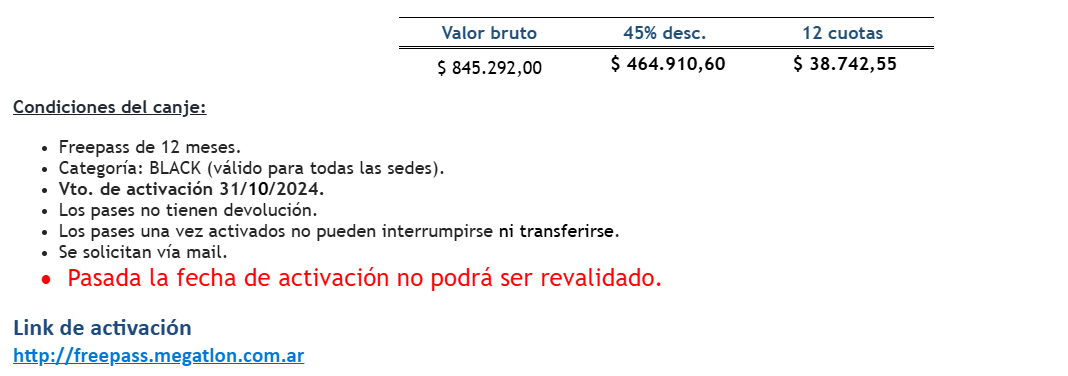 Valor bruto 45% desc. 12 cuotas
$ 845.292,00 $ 464.910,60 $ 38.742,55
Condiciones del canje:
• Freepass de 12 meses.
• Categoría: BLACK (válido para todas las sedes).
• Vto. de activación 31/10/2024.
• Los pases no tienen devolución.
• Los pases una vez activados no pueden interrumpirse ni transferirse.
• Se solicitan vía mail.
• Pasada la fecha de activación no podrá ser revalidado.
Link de activación
http://freepass.megatlon.com.ar